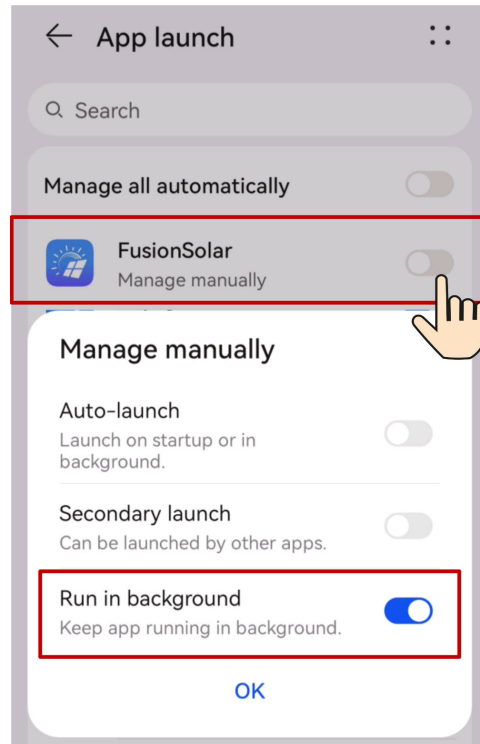 App launch
Search
Manage all automatically
FusionSolar
Manage manually
Manage manually
Auto-launch
Launch on startup or in
background.
Secondary launch
Can be launched by other apps.
Run in background
Keep app running in background.
OK